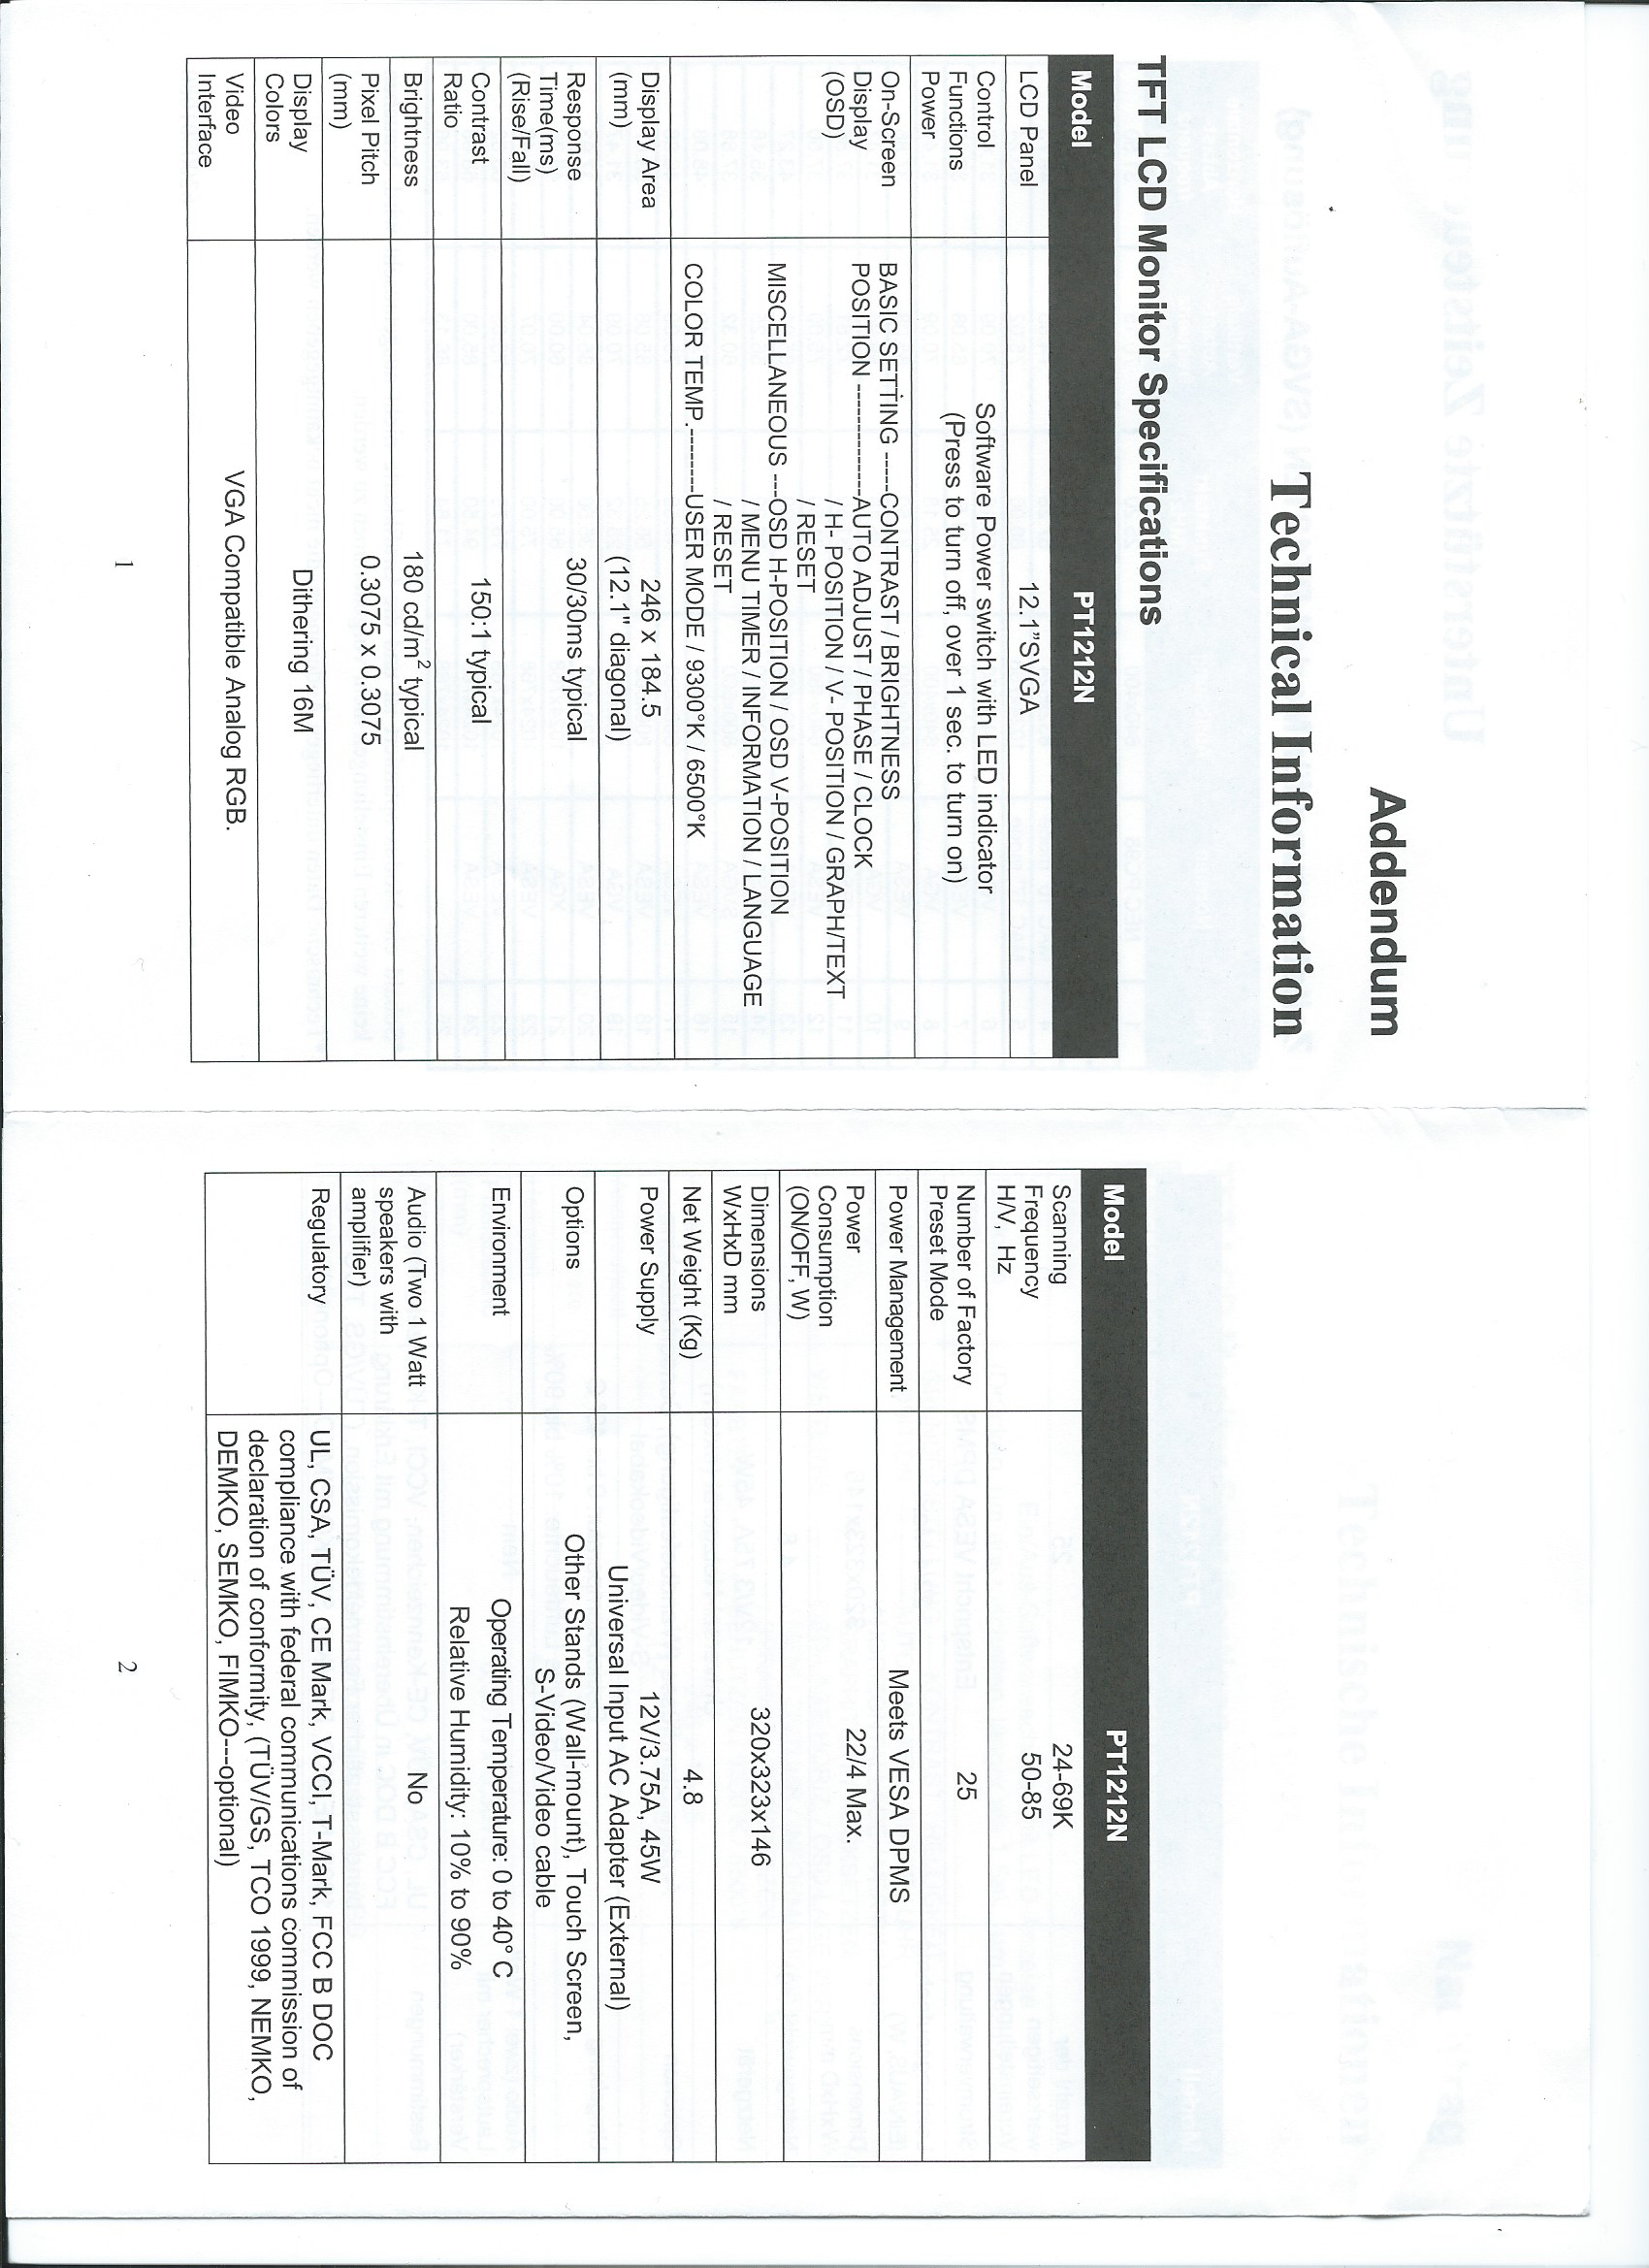 Addendum
Technical Information
TFT LCD Monitor Specifications
Model PT1212N
LCD Panel 12.1”SVGA
Control Software Power switch with LED indicator
Functions (Press to turn off, over 1 sec. to turn on)
Power
On-Screen BASIC SETTING -----CONTRAST / BRIGHTNESS
Display POSITION ----------------AUTO ADJUST / PHASE / CLOCK
(OSD) / H- POSITION / V- POSITION / GRAPH/TEXT
/ RESET
MISCELLANEOUS ---OSD H-POSITION / OSD V-POSITION
/ MENU TIMER / INFORMATION / LANGUAGE
/ RESET
COLOR TEMP.---------USER MODE / 9300°K / 6500°K
Display Area 246 x 184.5
(mm) (12.1" diagonal)
Response 30/30ms typical
Time(ms)
(Rise/Fall)
Contrast 150:1 typical
Ratio
Brightness 180 cd/m² typical
Pixel Pitch 0.3075 x 0.3075
(mm)
Display Dithering 16M
Colors
Video VGA Compatible Analog RGB.
Interface
1
Model PT1212N
Scanning 24-69K
Frequency 50-85
H/V, Hz
Number of Factory 25
Preset Mode
Power Management Meets VESA DPMS
Power 22/4 Max.
Consumption
(ON/OFF, W)
Dimensions 320x323x146
WxHxD mm
Net Weight (Kg) 4.8
Power Supply 12V/3.75A, 45W
Universal Input AC Adapter (External)
Options Other Stands (Wall-mount), Touch Screen,
S-Video/Video cable
Environment Operating Temperature: 0 to 40° C
Relative Humidity: 10% to 90%
Audio (Two 1 Watt No
speakers with
amplifier)
Regulatory UL, CSA, TÜV, CE Mark, VCCI, T-Mark, FCC B DOC
compliance with federal communications commission of
declaration of conformity, (TÜV/GS, TCO 1999, NEMKO,
DEMKO, SEMKO, FIMKO---optional)
2